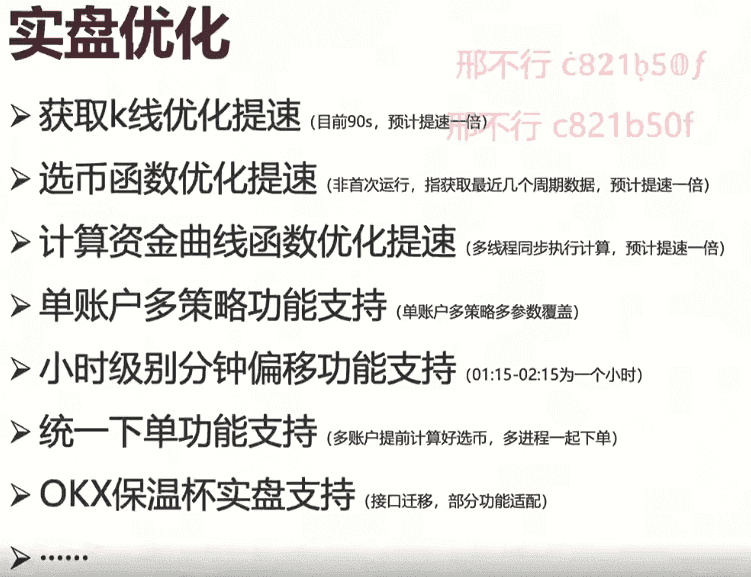 实盘优化
邢不行 c821b50f
➢ 获取k线优化提速（目前90s，预计提速一倍）
邢不行 c821b50f
➢ 选币函数优化提速（非首次运行，指获取最近几个周期数据，预计提速一倍）
➢ 计算资金曲线函数优化提速（多线程同步执行计算，预计提速一倍）
➢ 单账户多策略功能支持（单账户多策略多参数覆盖）
➢ 小时级别分钟偏移功能支持（01:15-02:15为一个小时）
➢ 统一下单功能支持（多账户提前计算好选币，多进程一起下单）
➢ OKX保温杯实盘支持（接口迁移，部分功能适配）
➢ ······